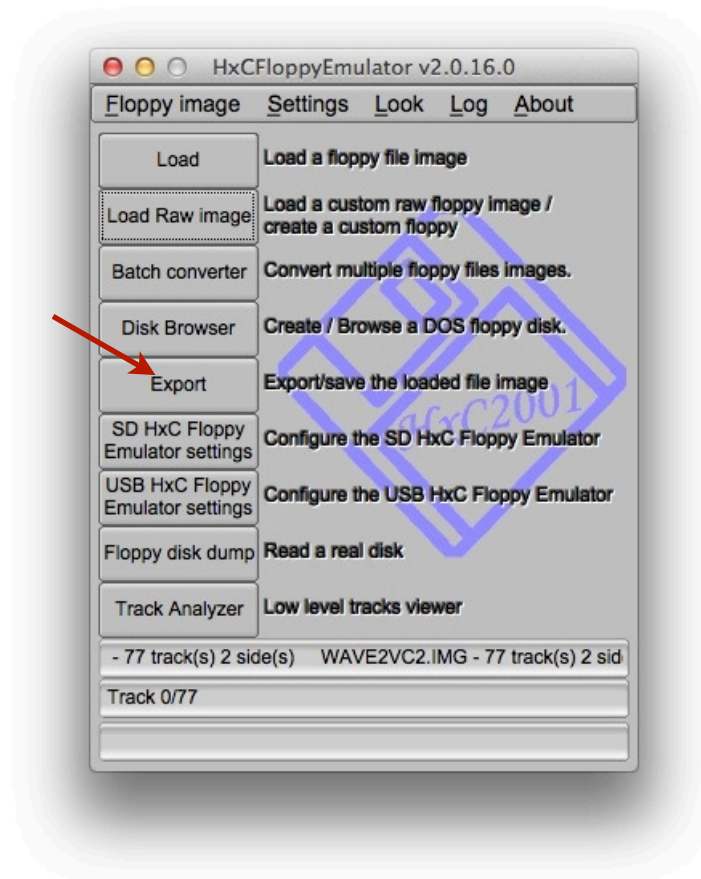 HxCFloppyEmulator v2.0.16.0
Floppy image Settings Look Log About
Load Load a floppy file image
Load Raw image Load a custom raw floppy image /
create a custom floppy
Batch converter Convert multiple floppy files images.
Disk Browser Create / Browse a DOS floppy disk.
Export Export/save the loaded file image
HxC2001
SD HxC Floppy
Emulator settings Configure the SD HxC Floppy Emulator
USB HxC Floppy
Emulator settings Configure the USB HxC Floppy Emulator
Floppy disk dump Read a real disk
Track Analyzer Low level tracks viewer
- 77 track(s) 2 side(s) WAVE2VC2.IMG - 77 track(s) 2 sid
Track 0/77